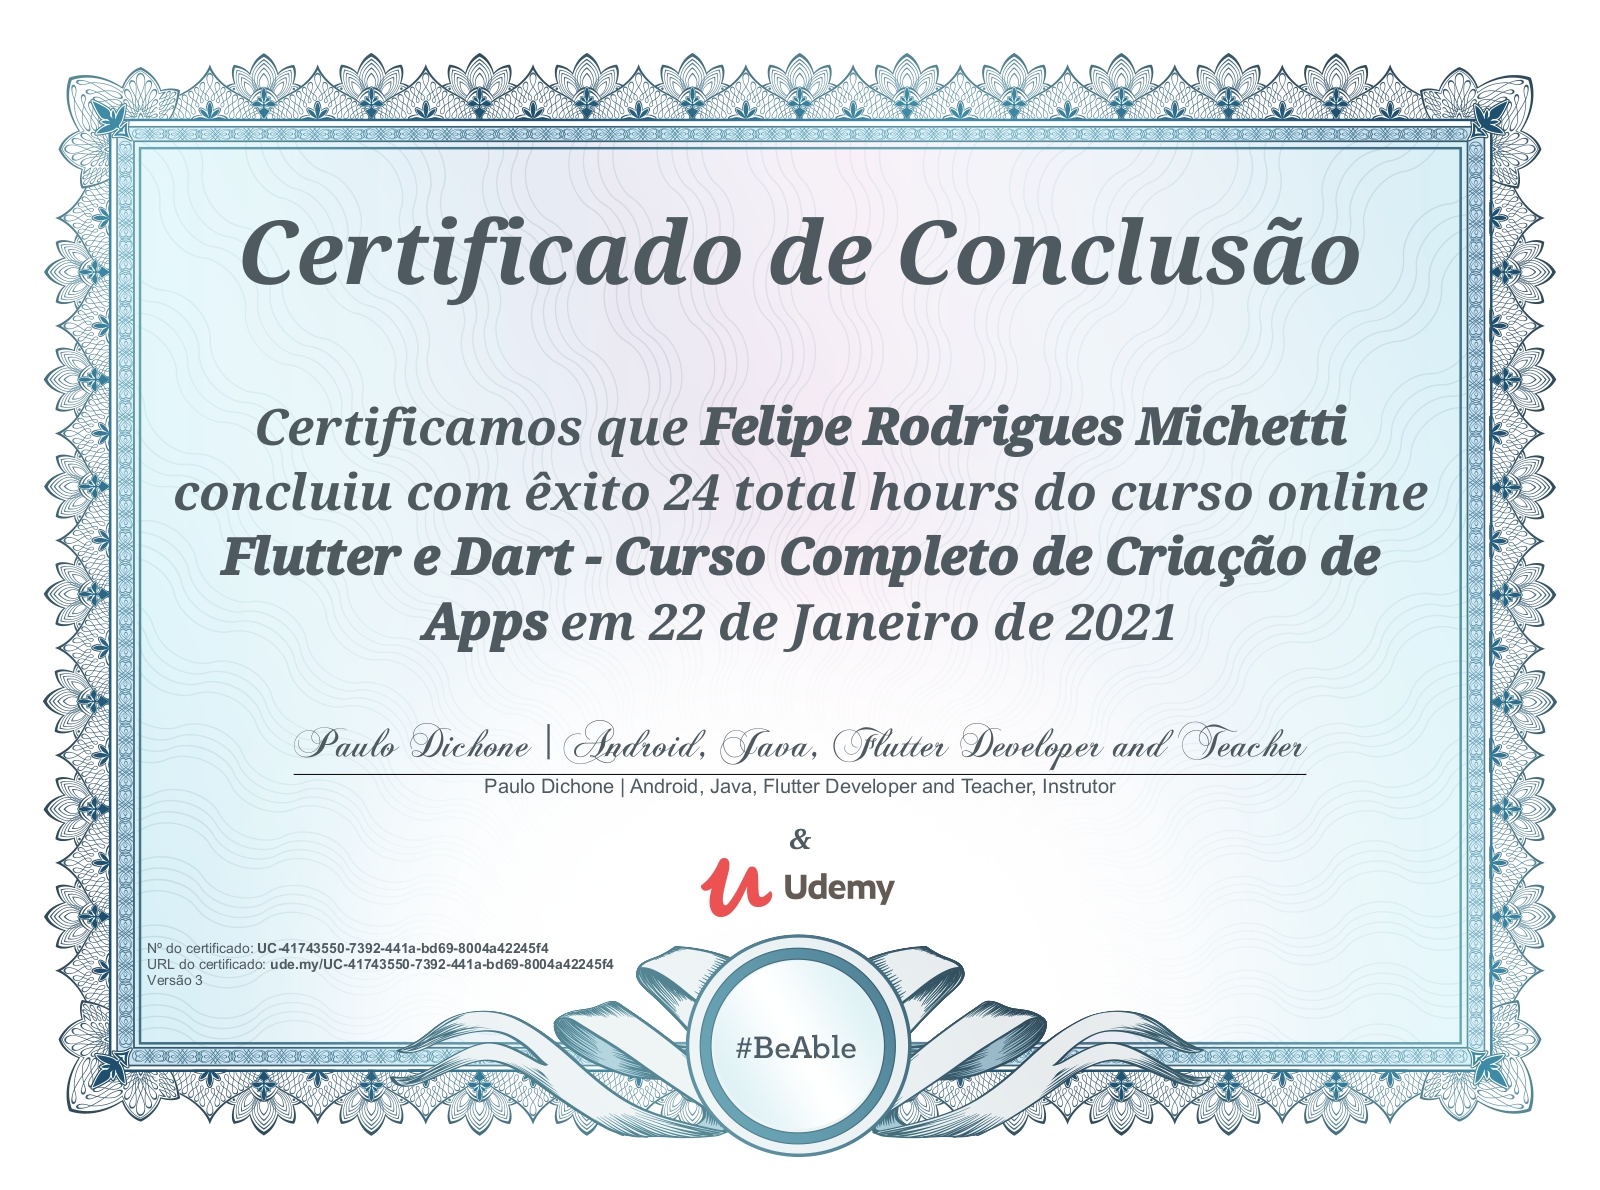 Certificado de Conclusão
Certificamos que Felipe Rodrigues Michetti
concluiu com êxito 24 total hours do curso online
Flutter e Dart - Curso Completo de Criação de
Apps em 22 de Janeiro de 2021
Paulo Dichone | Android, Java, Flutter Developer and Teacher
Paulo Dichone | Android, Java, Flutter Developer and Teacher, Instrutor
&
Udemy
Nº do certificado: UC-41743550-7392-441a-bd69-8004a42245f4
URL do certificado: ude.my/UC-41743550-7392-441a-bd69-8004a42245f4
Versão 3
#BeAble